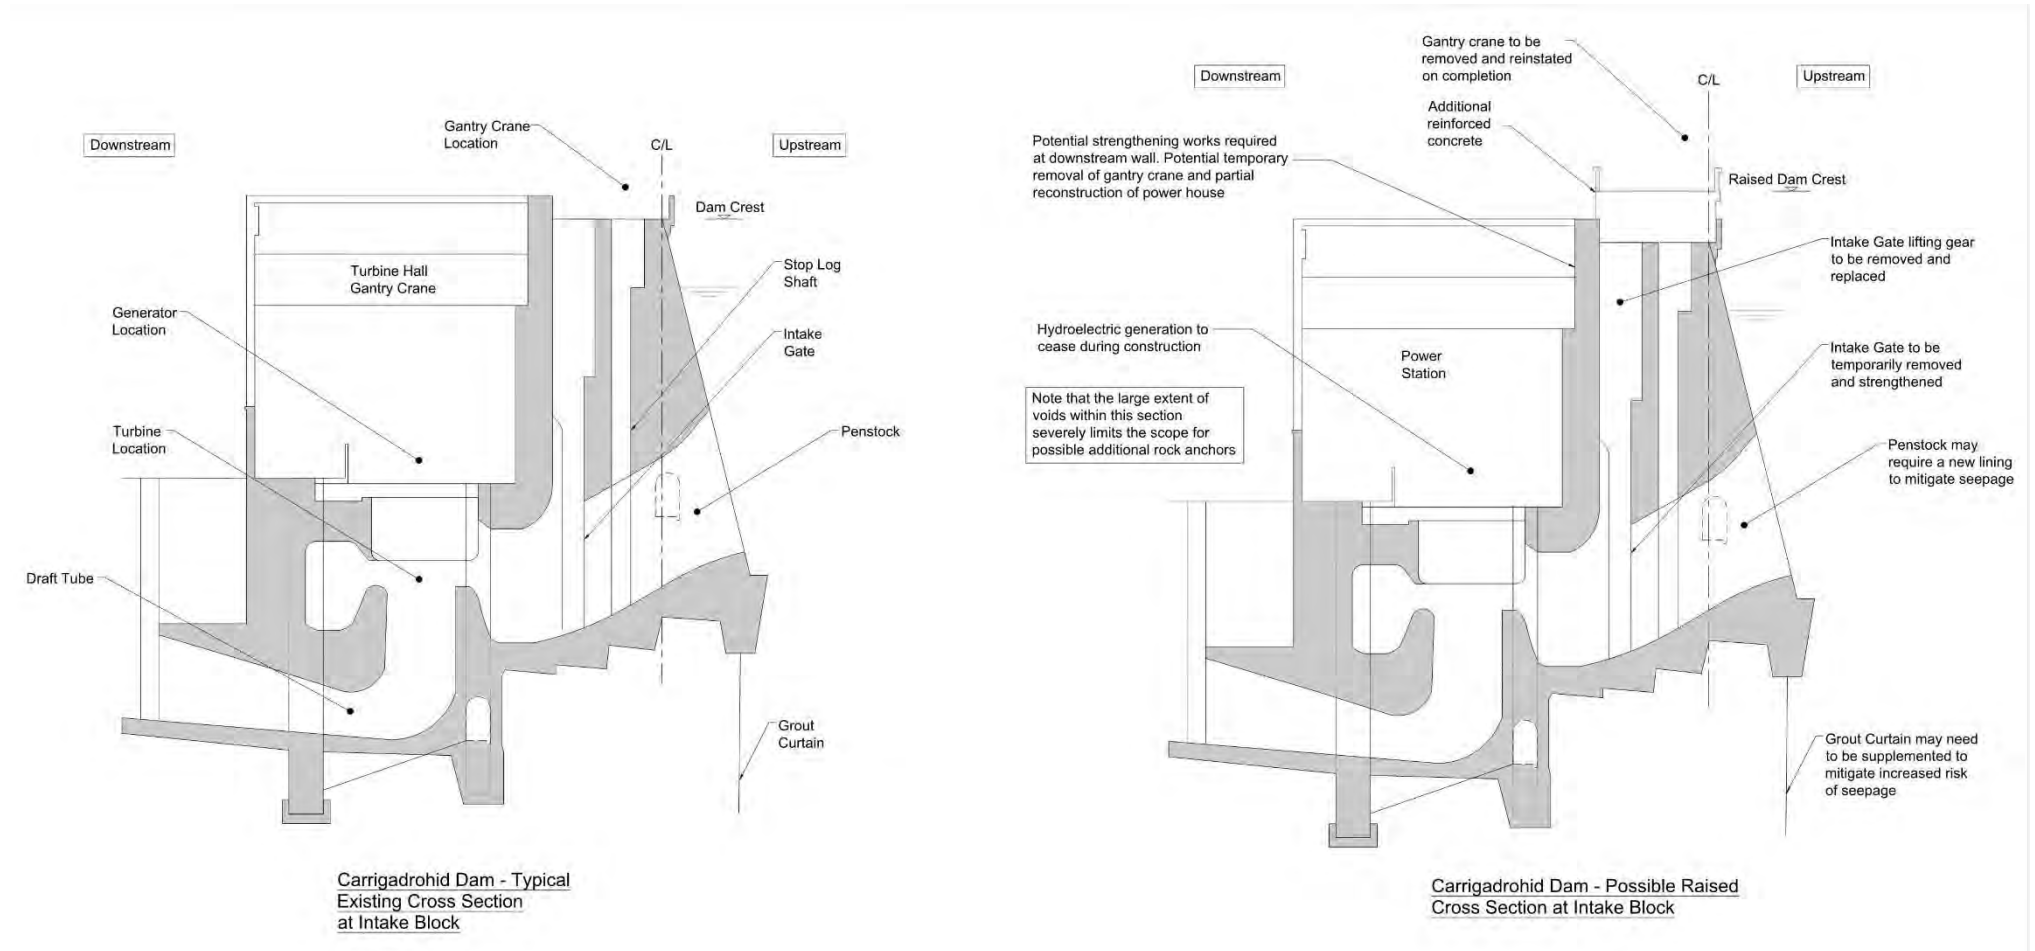 Gantry Crane
Location
C/L
Downstream
Upstream
Dam Crest
Turbine Hall
Gantry Crane
Stop Log
Shaft
Generator
Location
Intake
Gate
Turbine
Location
Penstock
Draft Tube
Grout
Curtain
Carrigadrohid Dam - Typical
Existing Cross Section
at Intake Block
Gantry crane to be
removed and reinstated
on completion
Downstream
C/L
Upstream
Additional
reinforced
concrete
Potential strengthening works required
at downstream wall. Potential temporary
removal of gantry crane and partial
reconstruction of power house
Raised Dam Crest
Intake Gate lifting gear
to be removed and
replaced
Hydroelectric generation to
cease during construction
Power
Station
Intake Gate to be
temporarily removed
and strengthened
Note that the large extent of
voids within this section
severely limits the scope for
possible additional rock anchors
Penstock may
require a new lining
to mitigate seepage
Grout Curtain may need
to be supplemented to
mitigate increased risk
of seepage
Carrigadrohid Dam - Possible Raised
Cross Section at Intake Block